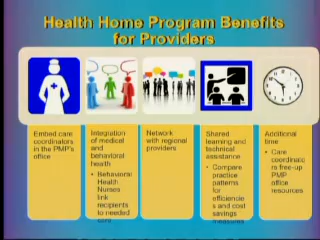 Health Home Program Benefits
for Providers
Embed care
coordinators
in the PMP's
office
Integration
of medical
and
behavioral
health
• Behavioral
Health
Nurses
link
recipients
to needed
care
Network
with regional
providers
Shared
learning and
technical
assistance
• Compare
practice
patterns
for
efficiencie
s and cost
savings
measures
Additional
time
• Care
coordinato
rs free-up
PMP
office
resources